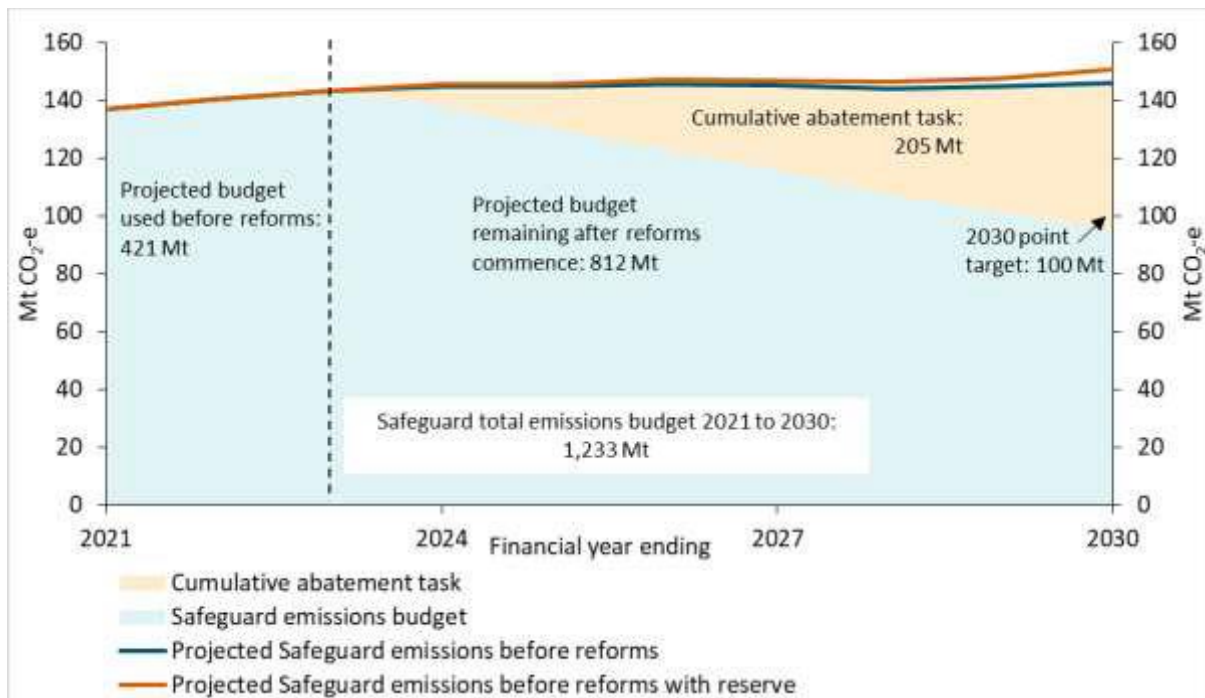 160
140
120
100
80
60
40
20
0
Mt CO₂-e
160
140
120
100
80
60
40
20
0
Mt CO₂-e
Cumulative abatement task:
205 Mt
Projected budget
used before reforms:
421 Mt
Projected budget
remaining after reforms
commence: 812 Mt
2030 point
target: 100 Mt
Safeguard total emissions budget 2021 to 2030:
1,233 Mt
2021 2024 2027 2030
Financial year ending
Cumulative abatement task
Safeguard emissions budget
Projected Safeguard emissions before reforms
Projected Safeguard emissions before reforms with reserve